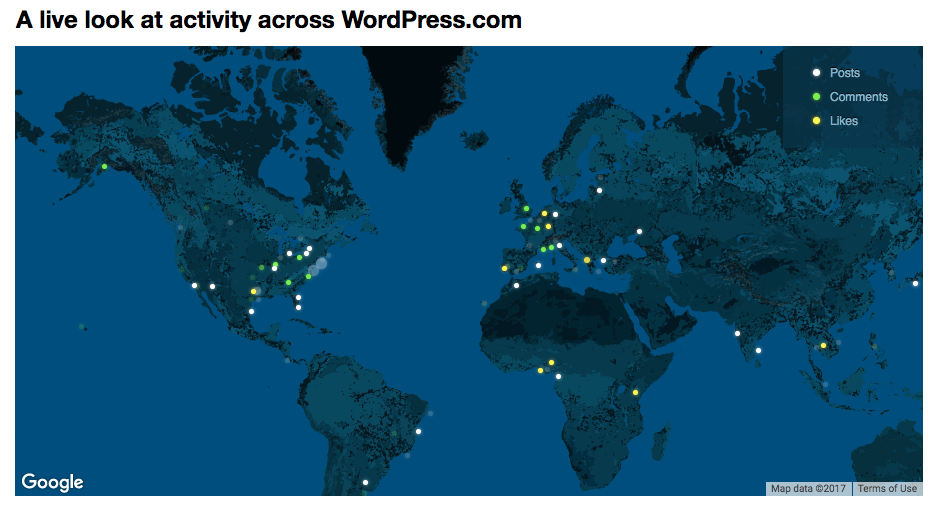 A live look at activity across WordPress.com
Posts
Comments
Likes
Google
Map data ©2017 Terms of Use